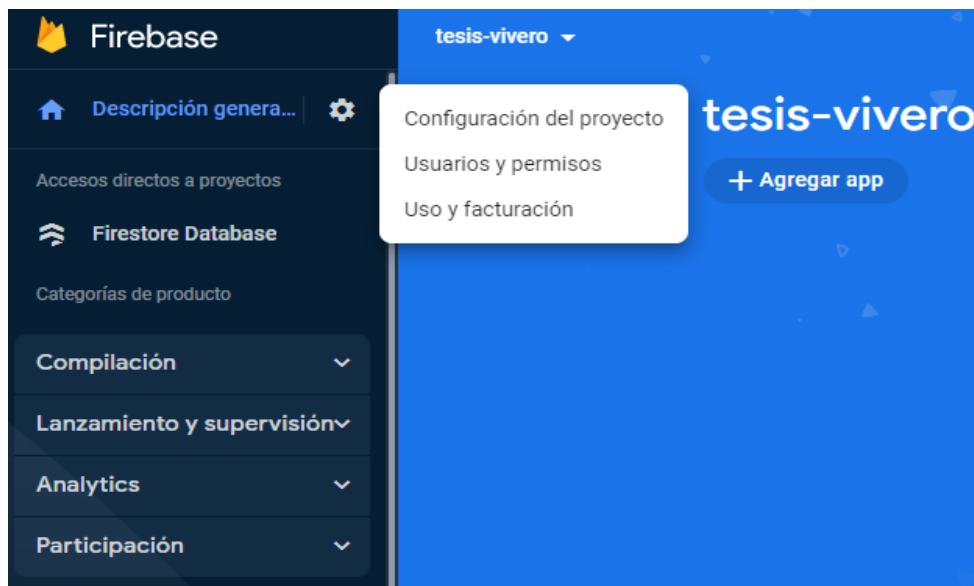 Firebase
tesis-vivero
Descripción genera...
Configuración del proyecto
Usuarios y permisos
Uso y facturación
tesis-vivero
+ Agregar app
Accesos directos a proyectos
Firestore Database
Categorías de producto
Compilación
Lanzamiento y supervisión
Analytics
Participación